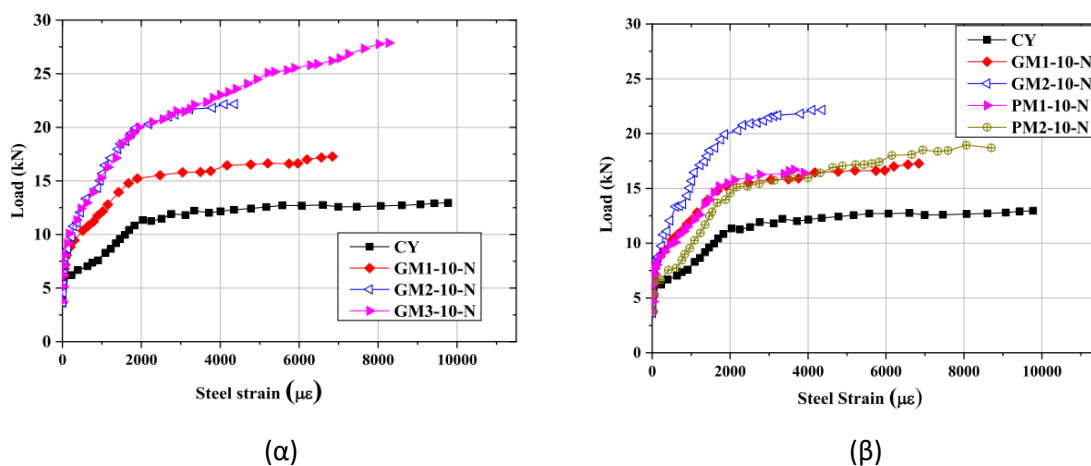 30
25
20
15
10
5
0
Load (kN)
CY
GM1-10-N
GM2-10-N
GM3-10-N
0 2000 4000 6000 8000 10000
Steel strain (με)
(α)
30
25
20
15
10
5
0
Load (kN)
CY
GM1-10-N
GM2-10-N
PM1-10-N
PM2-10-N
0 2000 4000 6000 8000 10000
Steel Strain (με)
(β)